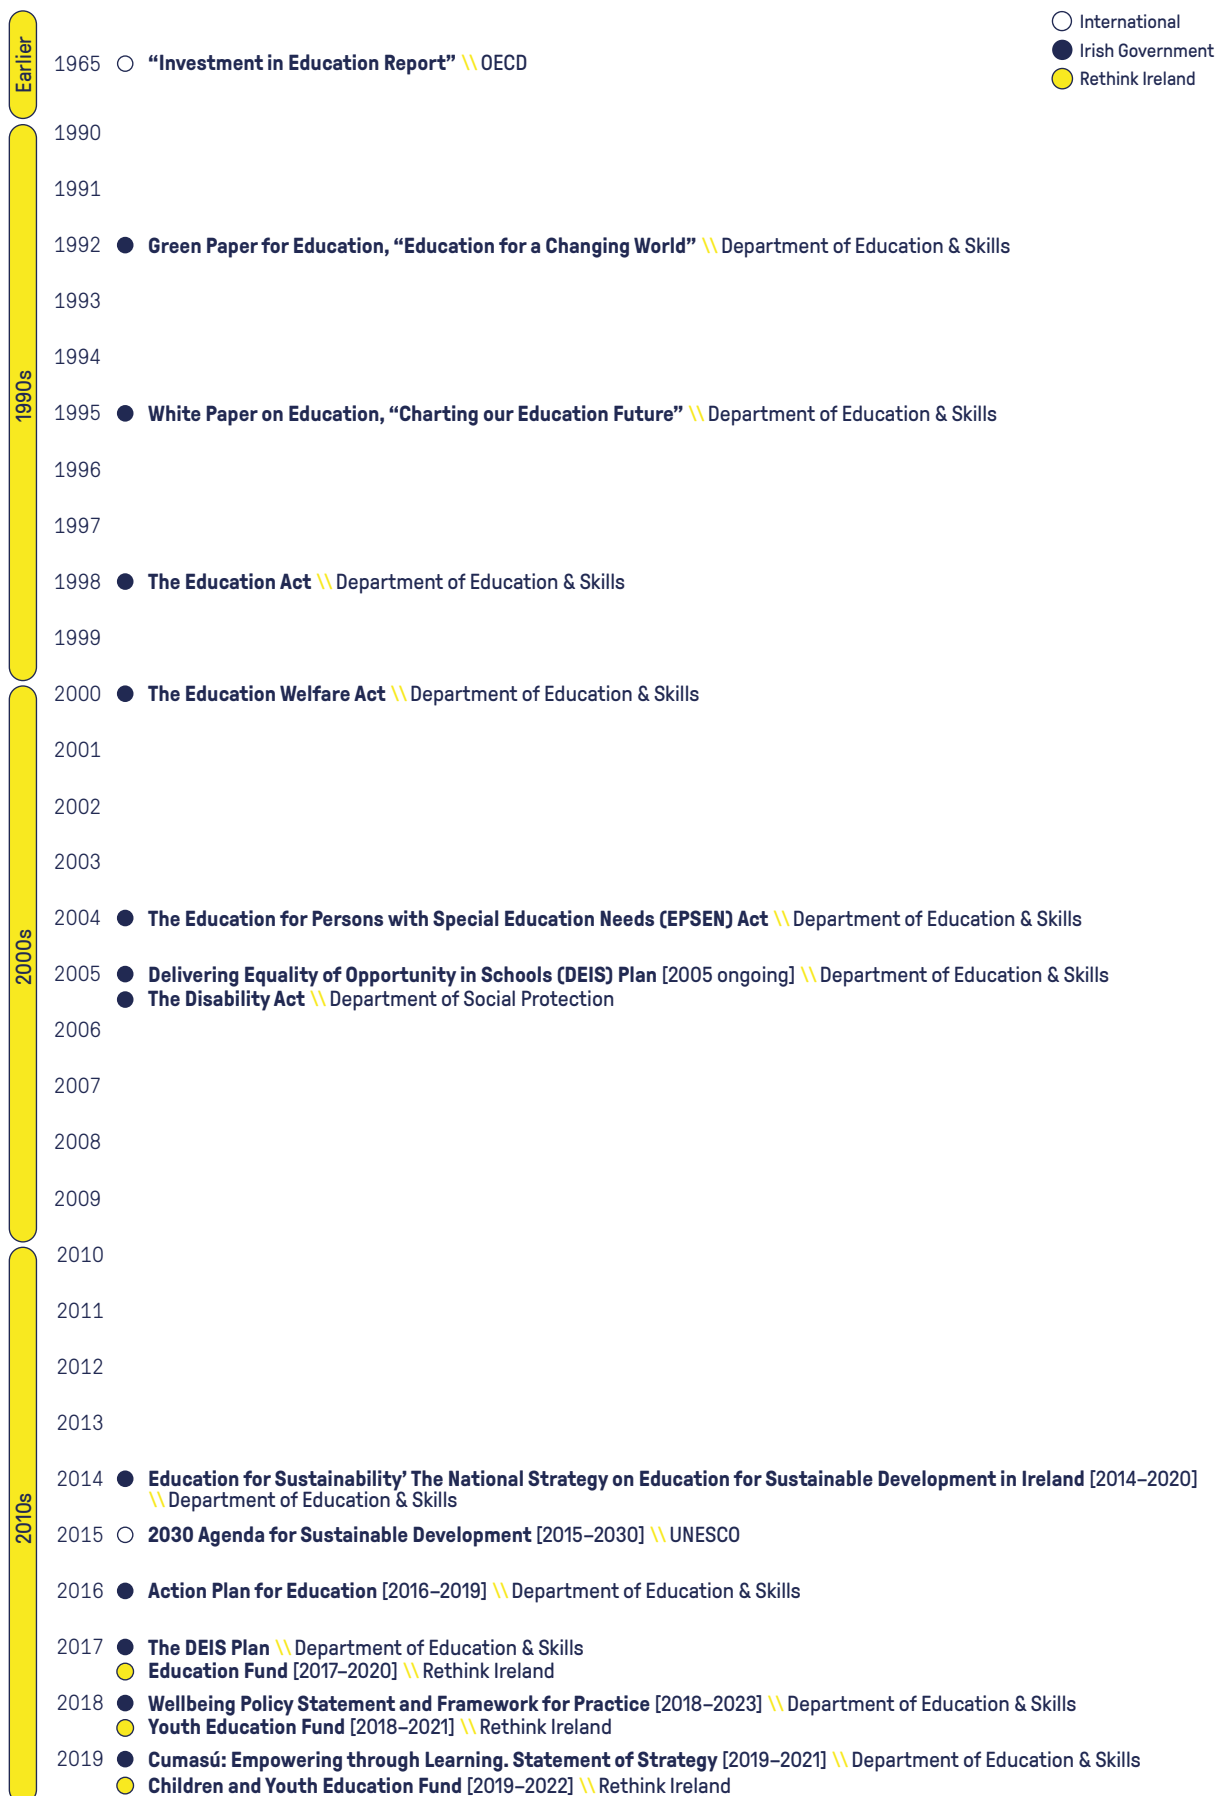 International
Irish Government
Rethink Ireland
Earlier
1965 “Investment in Education Report” \\ OECD
1990s
1990
1991
1992 Green Paper for Education, “Education for a Changing World” \\ Department of Education & Skills
1993
1994
1995 White Paper on Education, “Charting our Education Future” \\ Department of Education & Skills
1996
1997
1998 The Education Act \\ Department of Education & Skills
1999
2000s
2000 The Education Welfare Act \\ Department of Education & Skills
2001
2002
2003
2004 The Education for Persons with Special Education Needs (EPSEN) Act \\ Department of Education & Skills
2005 Delivering Equality of Opportunity in Schools (DEIS) Plan [2005 ongoing] \\ Department of Education & Skills
The Disability Act \\ Department of Social Protection
2006
2007
2008
2009
2010s
2010
2011
2012
2013
2014 Education for Sustainability’ The National Strategy on Education for Sustainable Development in Ireland [2014–2020]
\\ Department of Education & Skills
2015 2030 Agenda for Sustainable Development [2015–2030] \\ UNESCO
2016 Action Plan for Education [2016–2019] \\ Department of Education & Skills
2017 The DEIS Plan \\ Department of Education & Skills
Education Fund [2017–2020] \\ Rethink Ireland
2018 Wellbeing Policy Statement and Framework for Practice [2018–2023] \\ Department of Education & Skills
Youth Education Fund [2018–2021] \\ Rethink Ireland
2019 Cumasú: Empowering through Learning. Statement of Strategy [2019–2021] \\ Department of Education & Skills
Children and Youth Education Fund [2019–2022] \\ Rethink Ireland